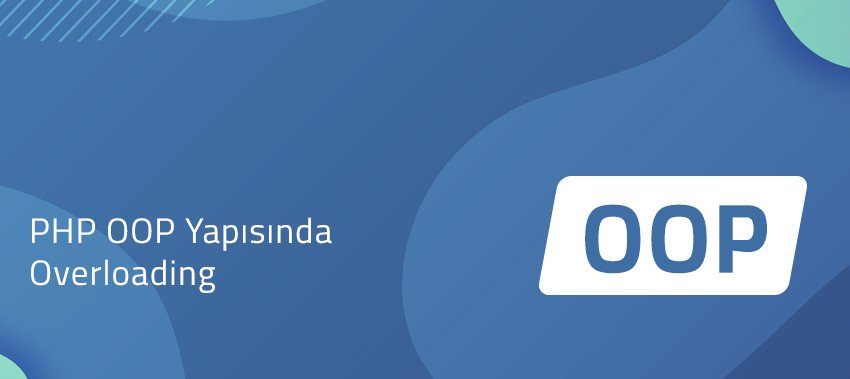 PHP OOP Yapısında
Overloading
OOP